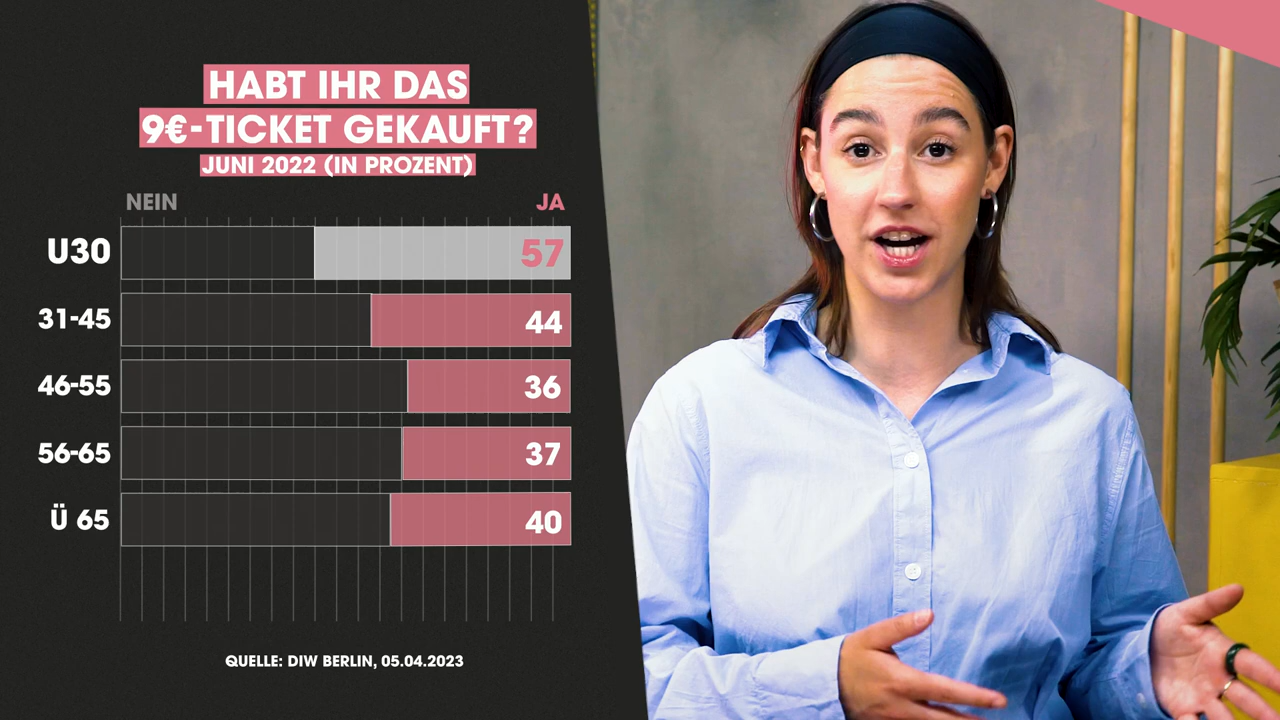 HABT IHR DAS
9€-TICKET GEKAUFT?
JUNI 2022 (IN PROZENT)
NEIN JA
U30 57
31-45 44
46-55 36
56-65 37
Ü 65 40
QUELLE: DIW BERLIN, 05.04.2023